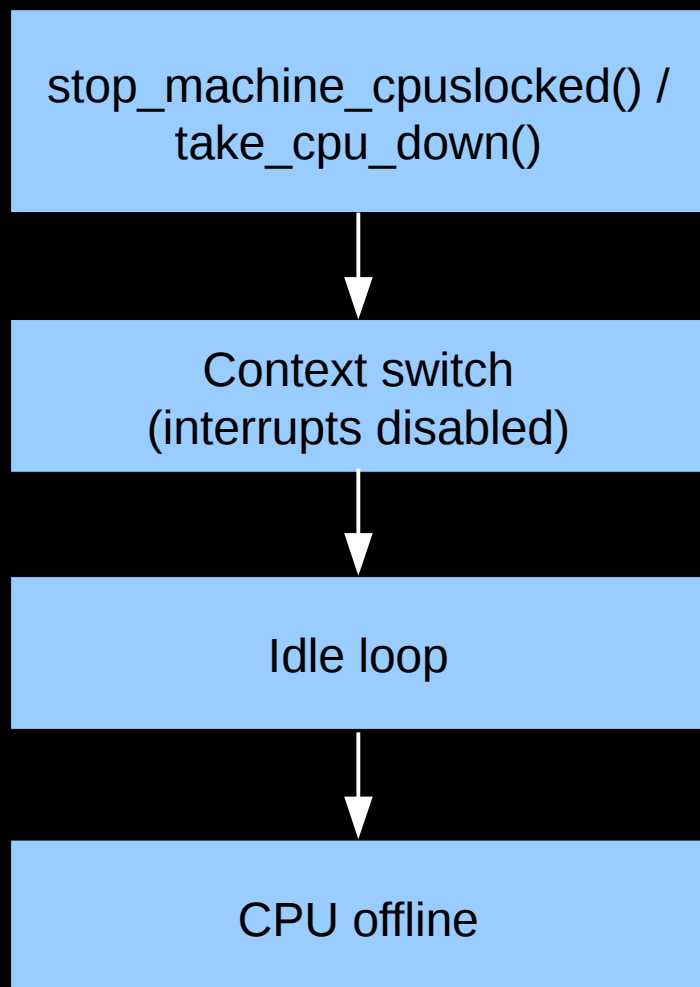 stop_machine_cpuslocked() /
take_cpu_down()
Context switch
(interrupts disabled)
Idle loop
CPU offline